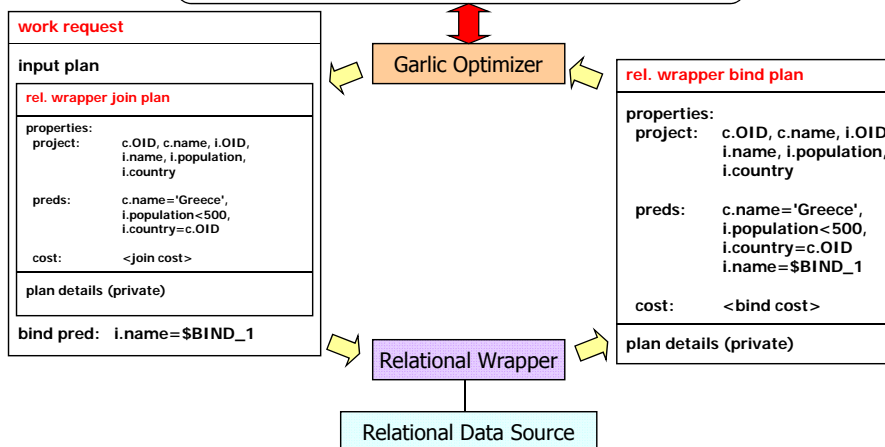 work request
input plan
rel. wrapper join plan
properties:
project: c.OID, c.name, i.OID,
i.name, i.population,
i.country
preds: c.name='Greece',
i.population<500,
i.country=c.OID
cost: <join cost>
plan details (private)
bind pred: i.name=$BIND_1
Garlic Optimizer
Relational Wrapper
Relational Data Source
rel. wrapper bind plan
properties:
project: c.OID, c.name, i.OID
i.name, i.population,
i.country
preds: c.name='Greece',
i.population<500,
i.country=c.OID
i.name=$BIND_1
cost: <bind cost>
plan details (private)